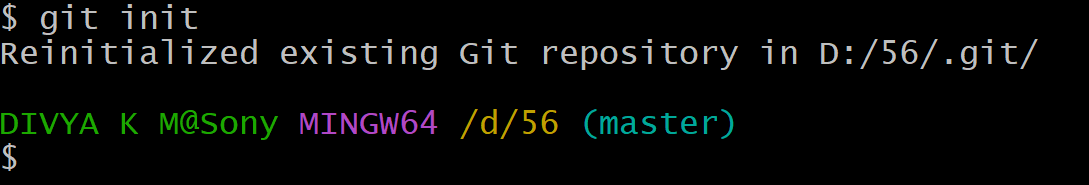 $ git init
Reinitialized existing Git repository in D:/56/.git/
DIVYA K M@Sony MINGW64 /d/56 (master)
$